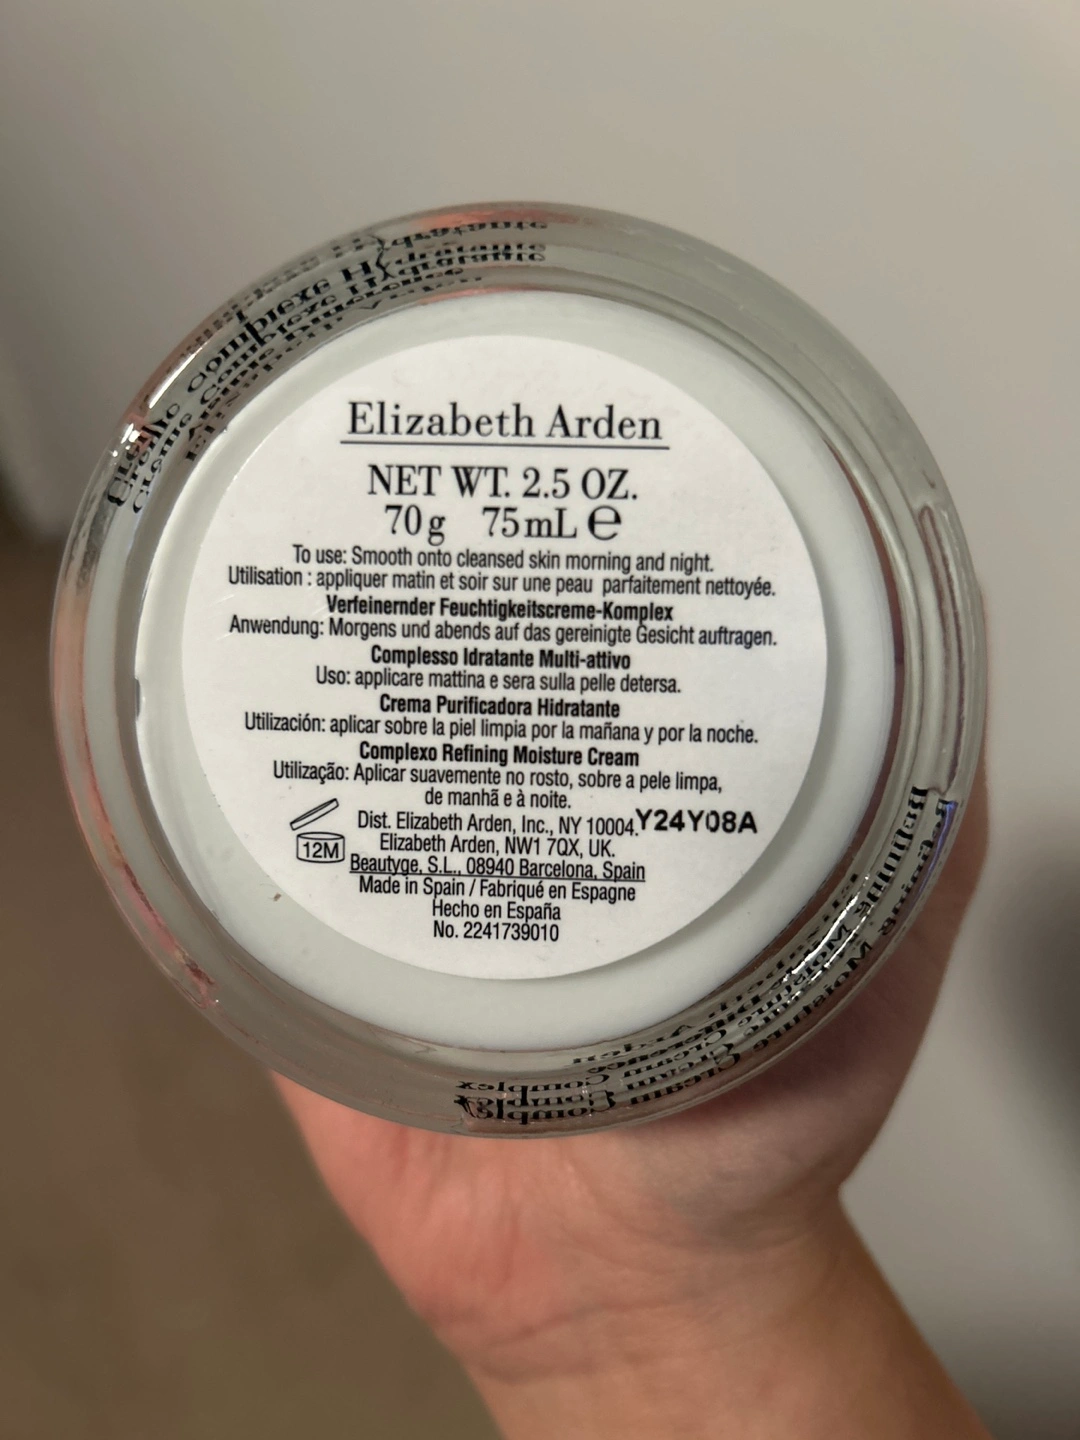 Elizabeth Arden
NET WT. 2.5 OZ.
70 g 75 mL e
To use: Smooth onto cleansed skin morning and night.
Utilisation : appliquer matin et soir sur une peau parfaitement nettoyée.
Verfeinernder Feuchtigkeitscreme-Komplex
Anwendung: Morgens und abends auf das gereinigte Gesicht auftragen.
Complesso Idratante Multi-attivo
Uso: applicare mattina e sera sulla pelle detersa.
Crema Purificadora Hidratante
Utilización: aplicar sobre la piel limpia por la mañana y por la noche.
Complexo Refining Moisture Cream
Utilização: Aplicar suavemente no rosto, sobre a pele limpa,
de manhã e à noite.
Dist. Elizabeth Arden, Inc., NY 10004. Y24Y08A
12M
Elizabeth Arden, NW1 7QX, UK.
Beautyge, S.L., 08940 Barcelona, Spain
Made in Spain / Fabriqué en Espagne
Hecho en España
No. 2241739010